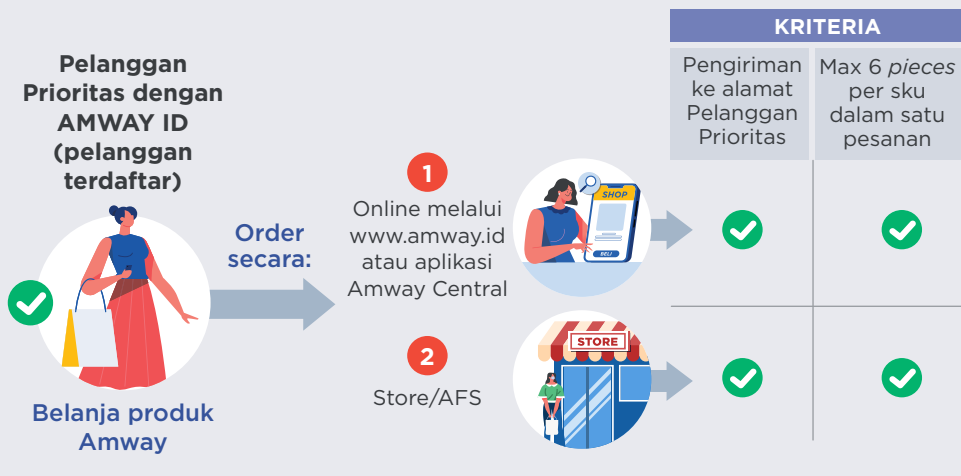 Pelanggan
Prioritas dengan
AMWAY ID
(pelanggan
terdaftar)
Belanja produk
Amway
Order
secara:
1
Online melalui
www.amway.id
atau aplikasi
Amway Central
SHOP
BELI
2
Store/AFS
STORE
KRITERIA
Pengiriman
ke alamat
Pelanggan
Prioritas
Max 6 pieces
per sku
dalam satu
pesanan